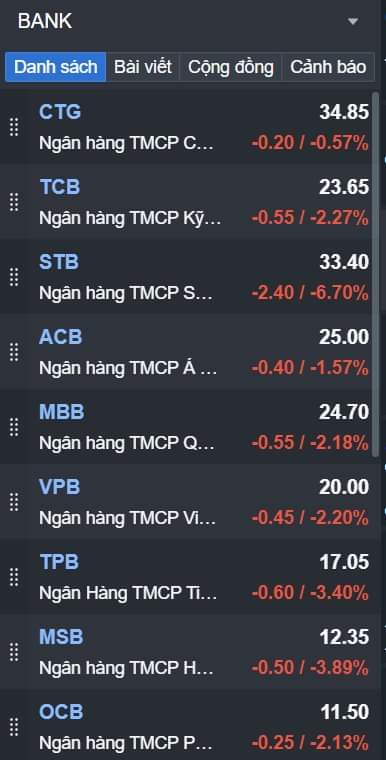 BANK
Danh sách Bài viết Cộng đồng Cảnh báo
CTG 34.85
Ngân hàng TMCP C... -0.20 / -0.57%
TCB 23.65
Ngân hàng TMCP Kỹ... -0.55 / -2.27%
STB 33.40
Ngân hàng TMCP S... -2.40 / -6.70%
ACB 25.00
Ngân hàng TMCP Á ... -0.40 / -1.57%
MBB 24.70
Ngân hàng TMCP Q... -0.55 / -2.18%
VPB 20.00
Ngân hàng TMCP Vi... -0.45 / -2.20%
TPB 17.05
Ngân Hàng TMCP Ti... -0.60 / -3.40%
MSB 12.35
Ngân hàng TMCP H... -0.50 / -3.89%
OCB 11.50
Ngân hàng TMCP P... -0.25 / -2.13%